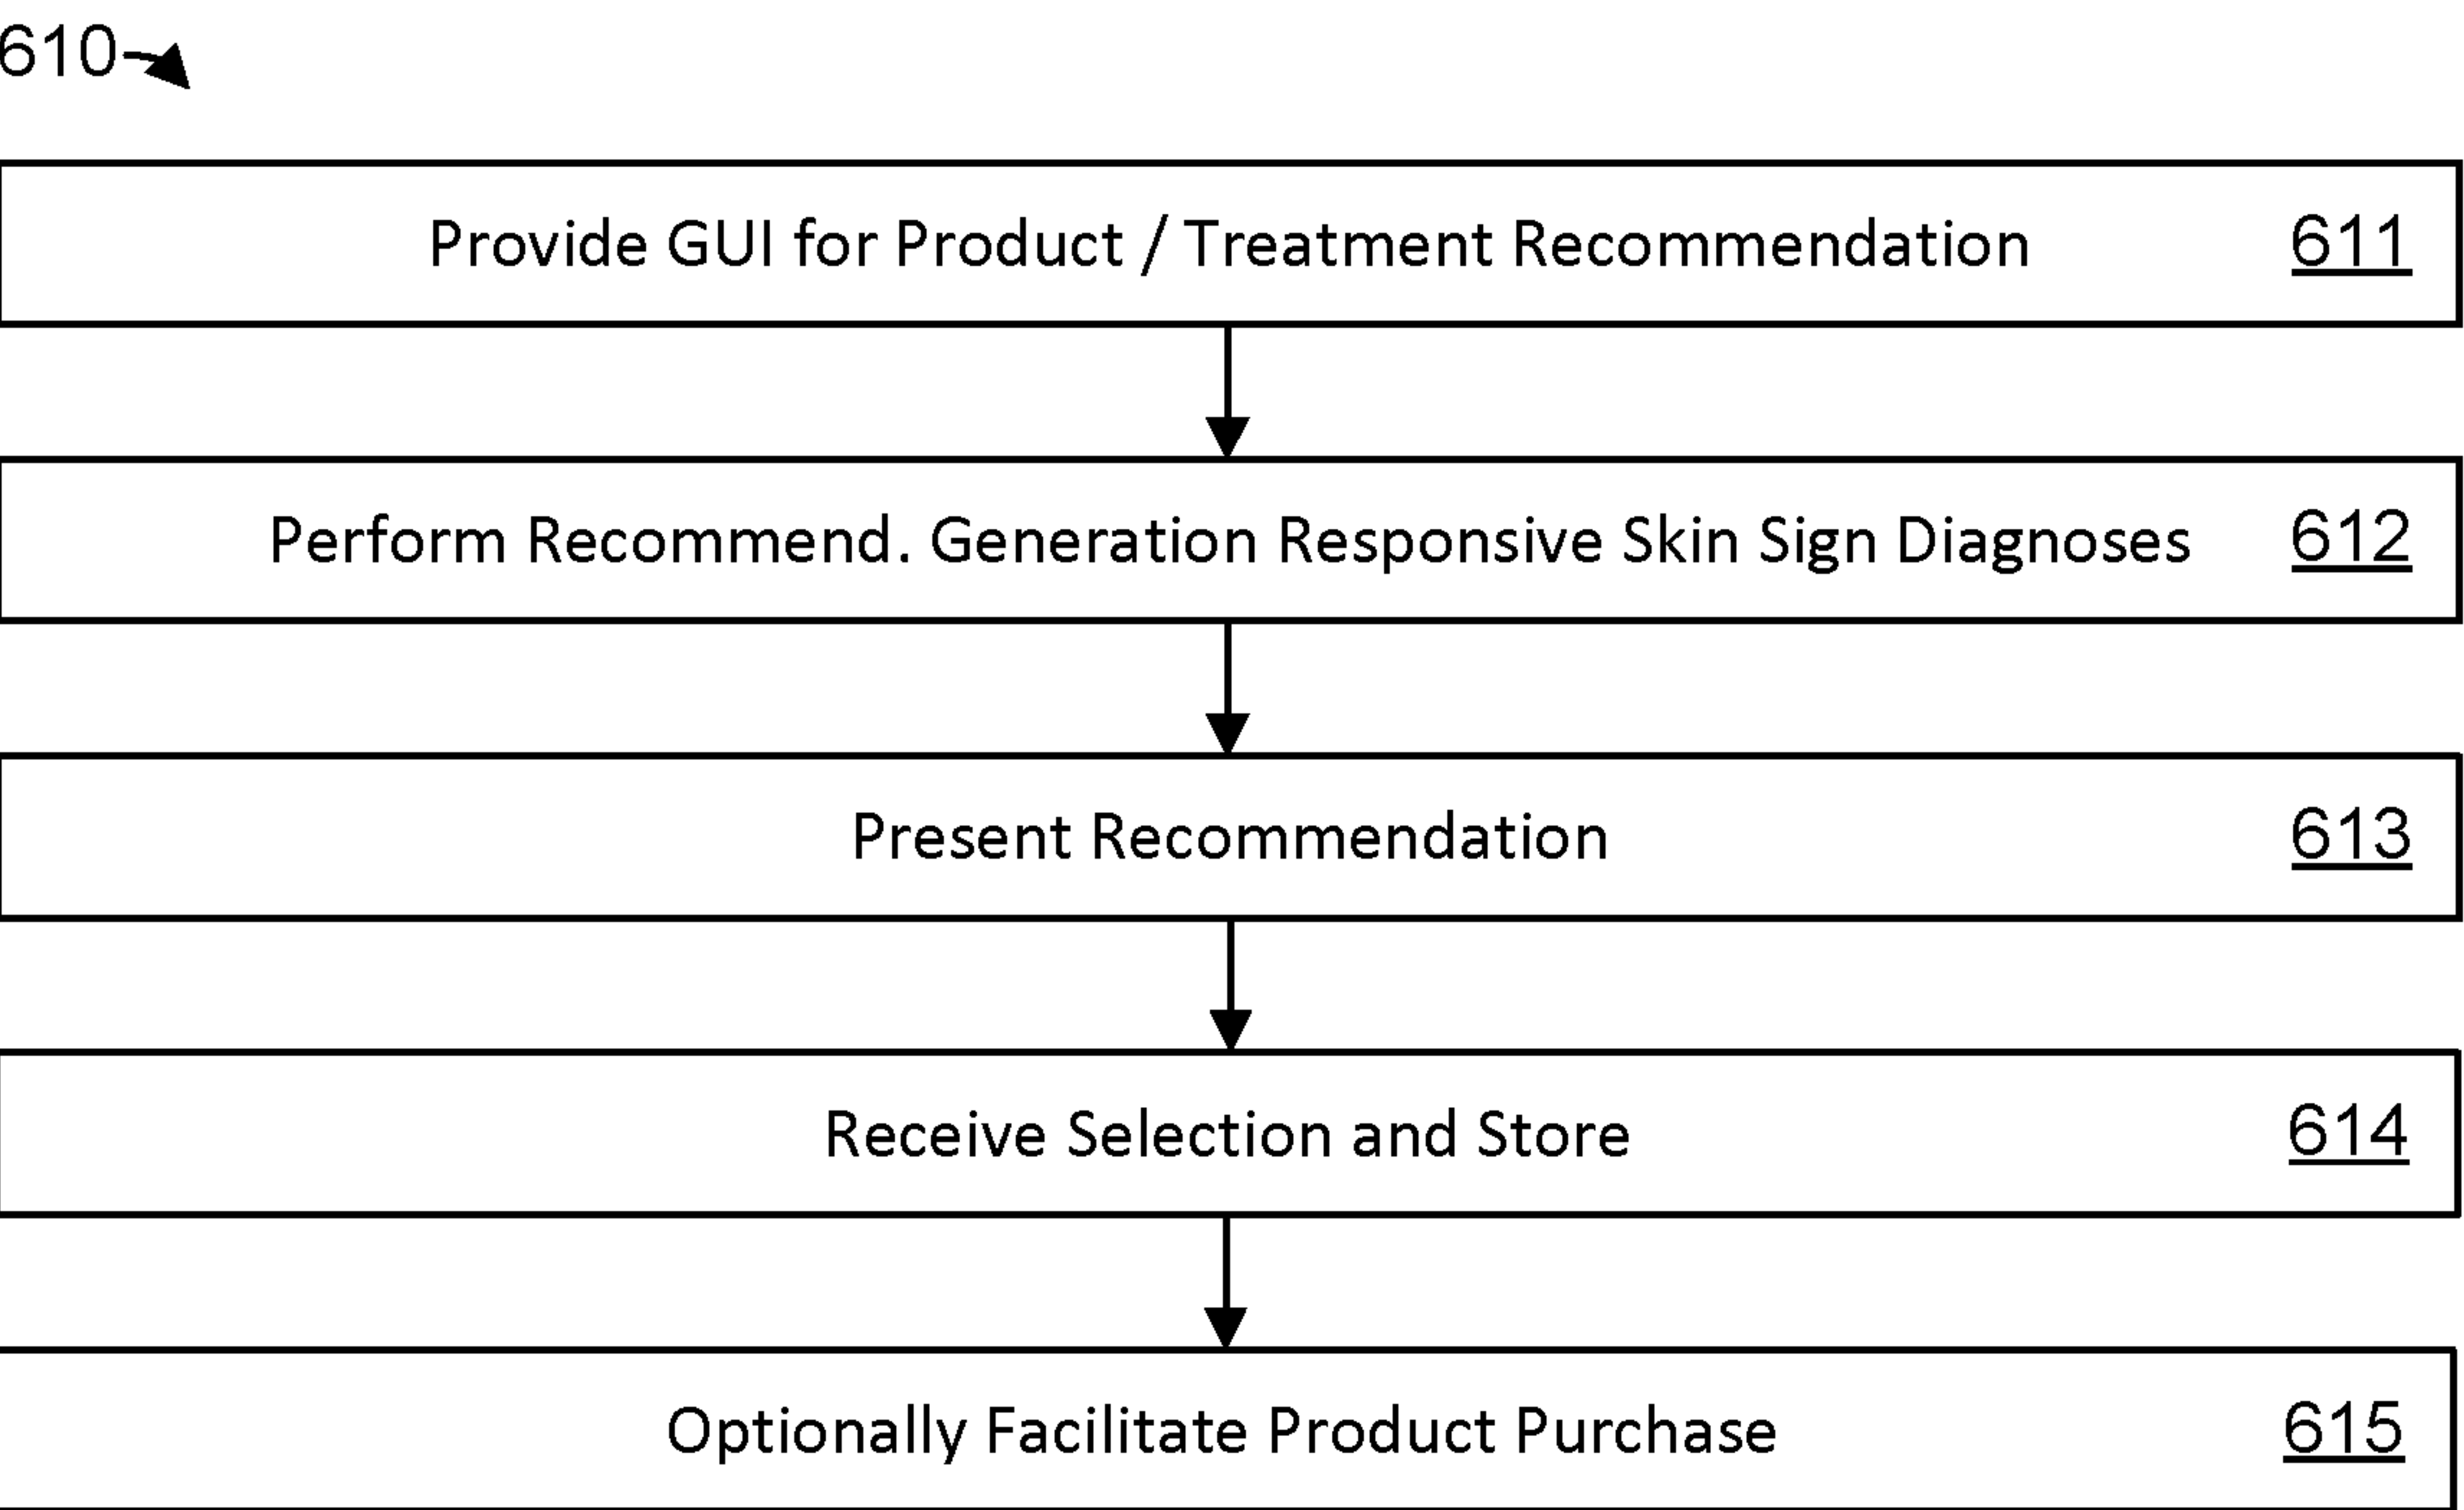 610
Provide GUI for Product / Treatment Recommendation 611
Perform Recommend. Generation Responsive Skin Sign Diagnoses 612
Present Recommendation 613
Receive Selection and Store 614
Optionally Facilitate Product Purchase 615